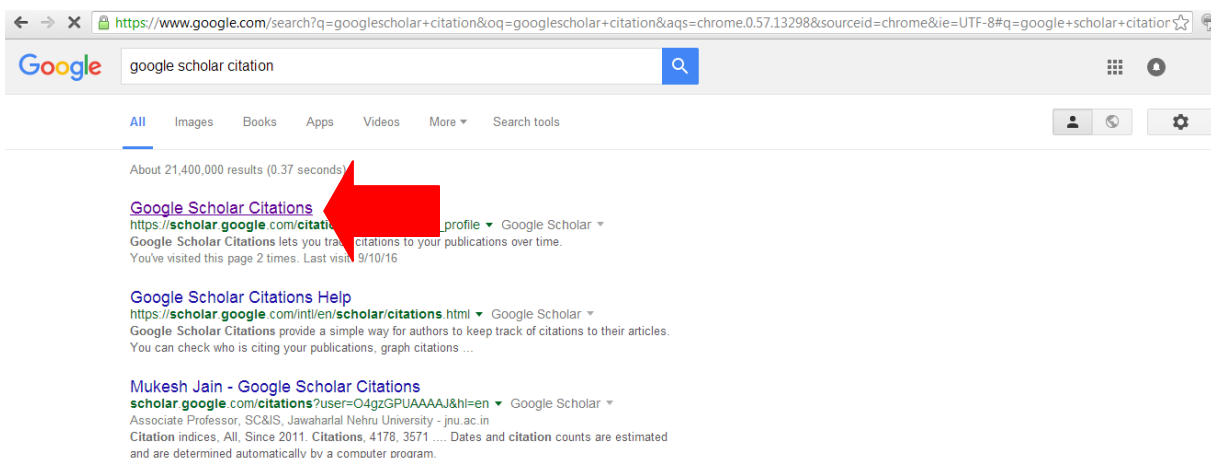 https://www.google.com/search?q=googlescholar+citation&oq=googlescholar+citation&aqs=chrome.0.57.13298&sourceid=chrome&ie=UTF-8#q=google+scholar+citation
Google google scholar citation
All Images Books Apps Videos More Search tools
About 21,400,000 results (0.37 seconds)
Google Scholar Citations
https://scholar.google.com/citatio _profile Google Scholar
Google Scholar Citations lets you track citations to your publications over time.
You've visited this page 2 times. Last visit: 9/10/16
Google Scholar Citations Help
https://scholar.google.com/intl/en/scholar/citations.html Google Scholar
Google Scholar Citations provide a simple way for authors to keep track of citations to their articles.
You can check who is citing your publications, graph citations ...
Mukesh Jain - Google Scholar Citations
scholar.google.com/citations?user=O4gzGPUAAAAJ&hl=en Google Scholar
Associate Professor, SC&IS, Jawaharlal Nehru University - jnu.ac.in
Citation indices, All, Since 2011. Citations, 4178, 3571 .... Dates and citation counts are estimated
and are determined automatically by a computer program.